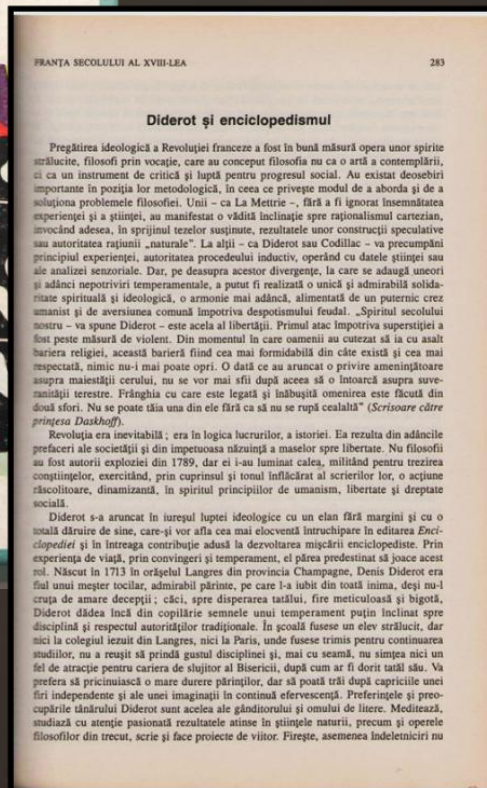 FRANȚA SECOLULUI AL XVIII-LEA 283
Diderot și enciclopedismul
Pregătirea ideologică a Revoluției franceze a fost în bună măsură opera unor spirite
strălucite, filosofi prin vocație, care au conceput filosofia nu ca o artă a contemplării,
ci ca un instrument de critică și luptă pentru progresul social. Au existat deosebiri
importante în poziția lor metodologică, în ceea ce privește modul de a aborda și de a
soluționa problemele filosofiei. Unii – ca La Mettrie –, fără a fi ignorat însemnătatea
experienței și a științei, au manifestat o vădită înclinație spre raționalismul cartezian,
invocând adesea, în sprijinul tezelor susținute, rezultatele unor construcții speculative
sau autoritatea rațiunii „naturale”. La alții – ca Diderot sau Codillac – va precumpăni
principiul experienței, autoritatea procedeului inductiv, operând cu datele științei sau
ale analizei senzoriale. Dar, pe deasupra acestor divergențe, la care se adaugă uneori
și adânci nepotriviri temperamentale, a putut fi realizată o unică și admirabilă solida-
ritate spirituală și ideologică, o armonie mai adâncă, alimentată de un puternic crez
umanist și de aversiunea comună împotriva despotismului feudal. „Spiritul secolului
nostru – va spune Diderot – este acela al libertății. Primul atac împotriva superstiției a
fost peste măsură de violent. Din momentul în care oamenii au cutezat să ia cu asalt
bariera religiei, această barieră fiind cea mai formidabilă din câte există și cea mai
respectată, nimic nu-i mai poate opri. O dată ce au aruncat o privire amenințătoare
asupra maiestății cerului, nu se vor mai sfii după aceea să o întoarcă asupra suve-
ranității terestre. Frânghia cu care este legată și înăbușită omenirea este făcută din
două sfori. Nu se poate tăia una din ele fără ca să nu se rupă cealaltă” (Scrisoare către
prințesa Daskhoff).
Revoluția era inevitabilă ; era în logica lucrurilor, a istoriei. Ea rezulta din adâncile
prefaceri ale societății și din impetuoasa năzuință a maselor spre libertate. Nu filosofii
au fost autorii exploziei din 1789, dar ei i-au luminat calea, militând pentru trezirea
conștiințelor, exercitând, prin cuprinsul și tonul înflăcărat al scrierilor lor, o acțiune
răscolitoare, dinamizantă, în spiritul principiilor de umanism, libertate și dreptate
socială.
Diderot s-a aruncat în iureșul luptei ideologice cu un elan fără margini și cu o
totală dăruire de sine, care-și vor afla cea mai elocventă întruchipare în editarea Enci-
clopediei și în întreaga contribuție adusă la dezvoltarea mișcării enciclopediste. Prin
experiența de viață, prin convingeri și temperament, el părea predestinat să joace acest
rol. Născut în 1713 în orășelul Langres din provincia Champagne, Denis Diderot era
fiul unui meșter tocilar, admirabil părinte, pe care l-a iubit din toată inima, deși nu-l
cruța de amare decepții ; căci, spre disperarea tatălui, fire meticuloasă și bigotă,
Diderot dădea încă din copilărie semnele unui temperament puțin înclinat spre
disciplină și respectul autorităților tradiționale. În școală fusese un elev strălucit, dar
nici la colegiul iezuit din Langres, nici la Paris, unde fusese trimis pentru continuarea
studiilor, nu a reușit să prindă gustul disciplinei și, mai cu seamă, nu simțea nici un
fel de atracție pentru cariera de slujitor al Bisericii, după cum ar fi dorit tatăl său. Va
prefera să pricinuiască o mare durere părinților, dar să poată trăi după capriciile unei
firi independente și ale unei imaginații în continuă efervescență. Preferințele și preo-
cupările tânărului Diderot sunt acelea ale gânditorului și omului de litere. Meditează,
studiază cu atenție pasionată rezultatele atinse în științele naturii, precum și operele
filosofilor din trecut, scrie și face proiecte de viitor. Firește, asemenea îndeletniciri nu